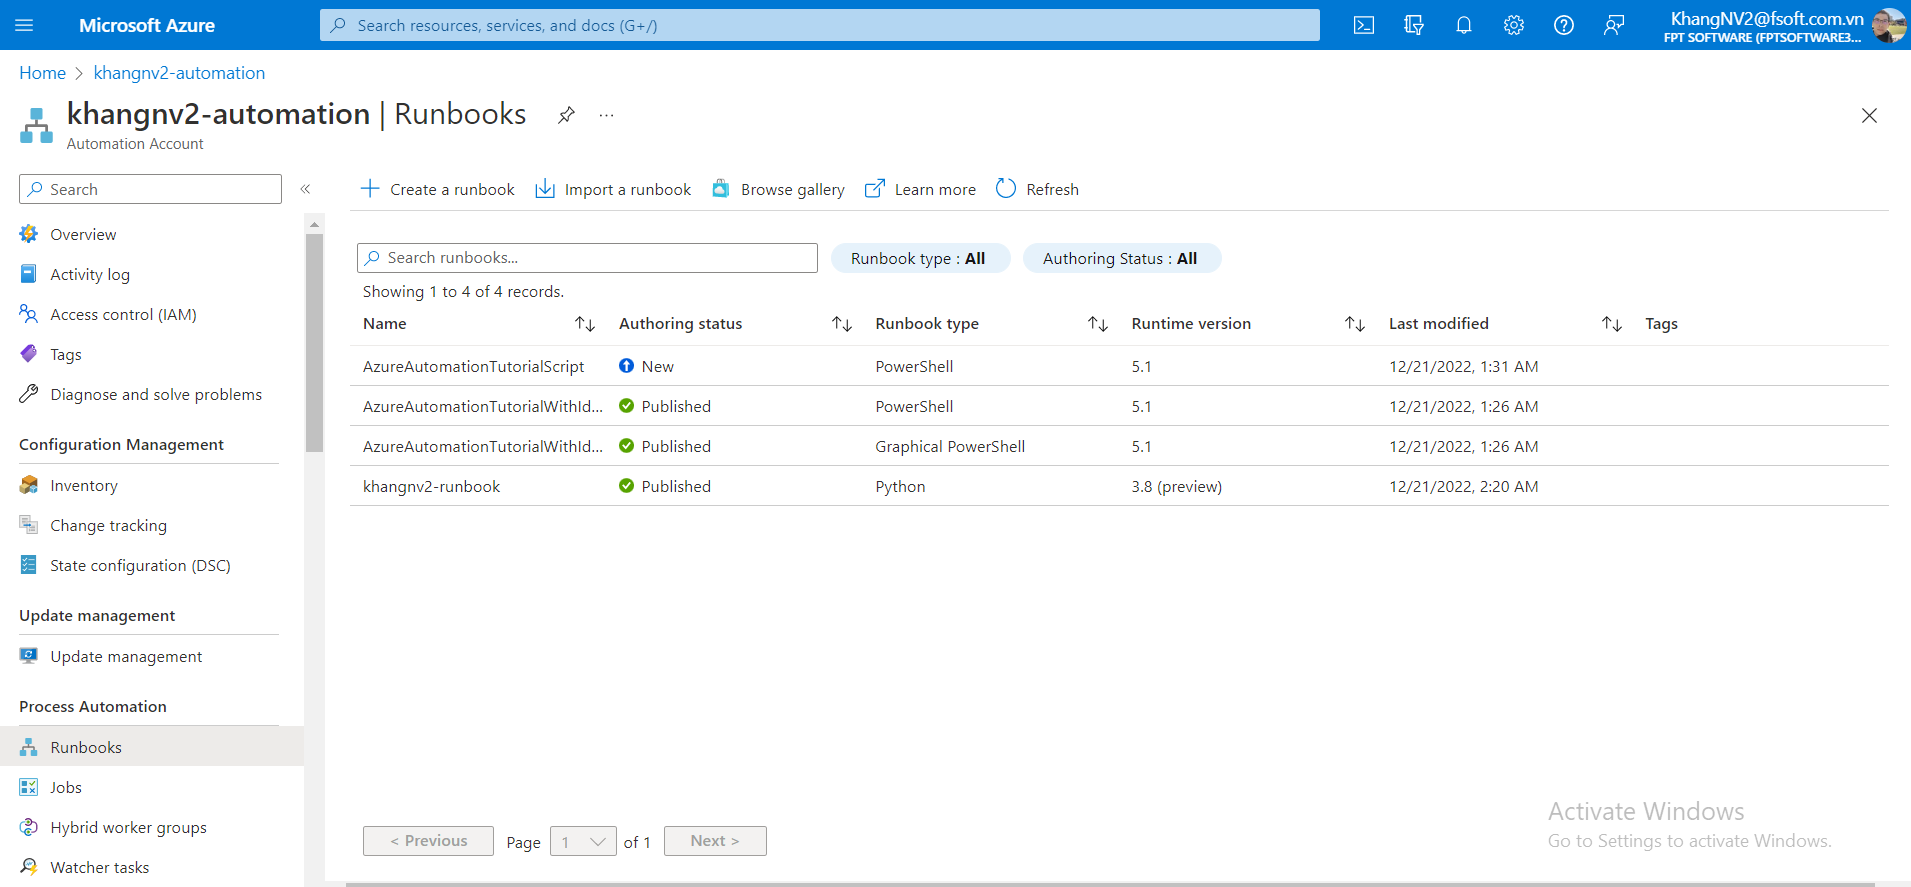 Microsoft Azure
Search resources, services, and docs (G+/)
KhangNV2@fsoft.com.vn
FPT SOFTWARE (FPTSOFTWARE3...
Home > khangnv2-automation
khangnv2-automation | Runbooks
Automation Account
Search
Create a runbook
Import a runbook
Browse gallery
Learn more
Refresh
Overview
Activity log
Access control (IAM)
Tags
Diagnose and solve problems
Configuration Management
Inventory
Change tracking
State configuration (DSC)
Update management
Update management
Process Automation
Runbooks
Jobs
Hybrid worker groups
Watcher tasks
Search runbooks...
Runbook type : All
Authoring Status : All
Showing 1 to 4 of 4 records.
Name Authoring status Runbook type Runtime version Last modified Tags
AzureAutomationTutorialScript New PowerShell 5.1 12/21/2022, 1:31 AM
AzureAutomationTutorialWithId... Published PowerShell 5.1 12/21/2022, 1:26 AM
AzureAutomationTutorialWithId... Published Graphical PowerShell 5.1 12/21/2022, 1:26 AM
khangnv2-runbook Published Python 3.8 (preview) 12/21/2022, 2:20 AM
< Previous Page 1 of 1 Next >
Activate Windows
Go to Settings to activate Windows.